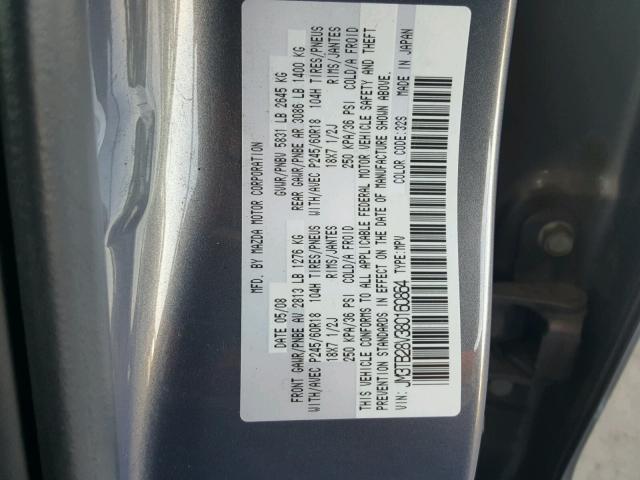 MFD. BY MAZDA MOTOR CORPORATION
DATE 05/08 GVWR/PNBV 5831 LB 2645 KG
FRONT GAWR/PNBE AV 2813 LB 1276 KG REAR GAWR/PNBE AR 3086 LB 1400 KG
WITH/AVEC P245/60R18 104H TIRES/PNEUS WITH/AVEC P245/60R18 104H TIRES/PNEUS
18X7 1/2J RIMS/JANTES 18X7 1/2J RIMS/JANTES
250 KPA/36 PSI COLD/A FROID 250 KPA/36 PSI COLD/A FROID
THIS VEHICLE CONFORMS TO ALL APPLICABLE FEDERAL MOTOR VEHICLE SAFETY AND THEFT
PREVENTION STANDARDS IN EFFECT ON THE DATE OF MANUFACTURE SHOWN ABOVE.
VIN: JM3TB28V380160864 TYPE:MPV COLOR CODE:32S MADE IN JAPAN